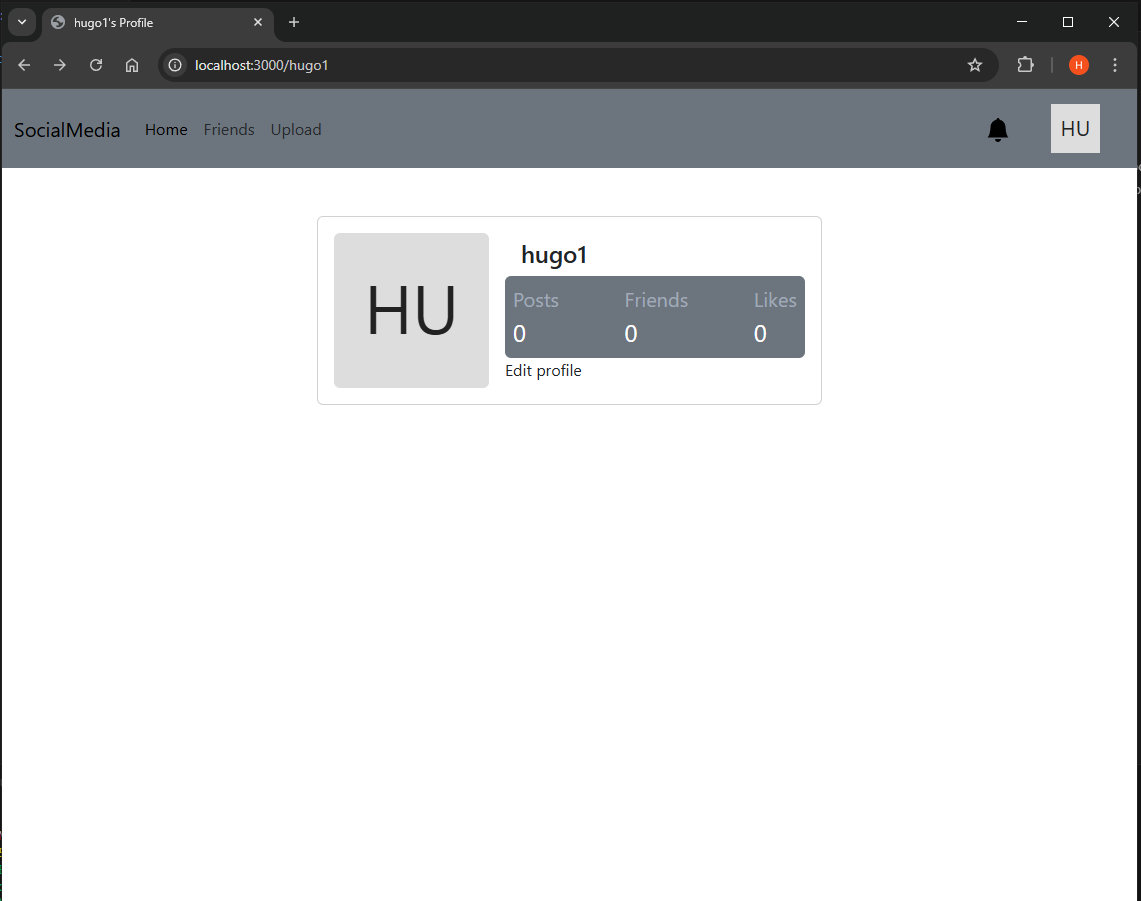 hugo1's Profile
localhost:3000/hugo1
H
SocialMedia Home Friends Upload
HU
HU
hugo1
Posts Friends Likes
0 0 0
Edit profile